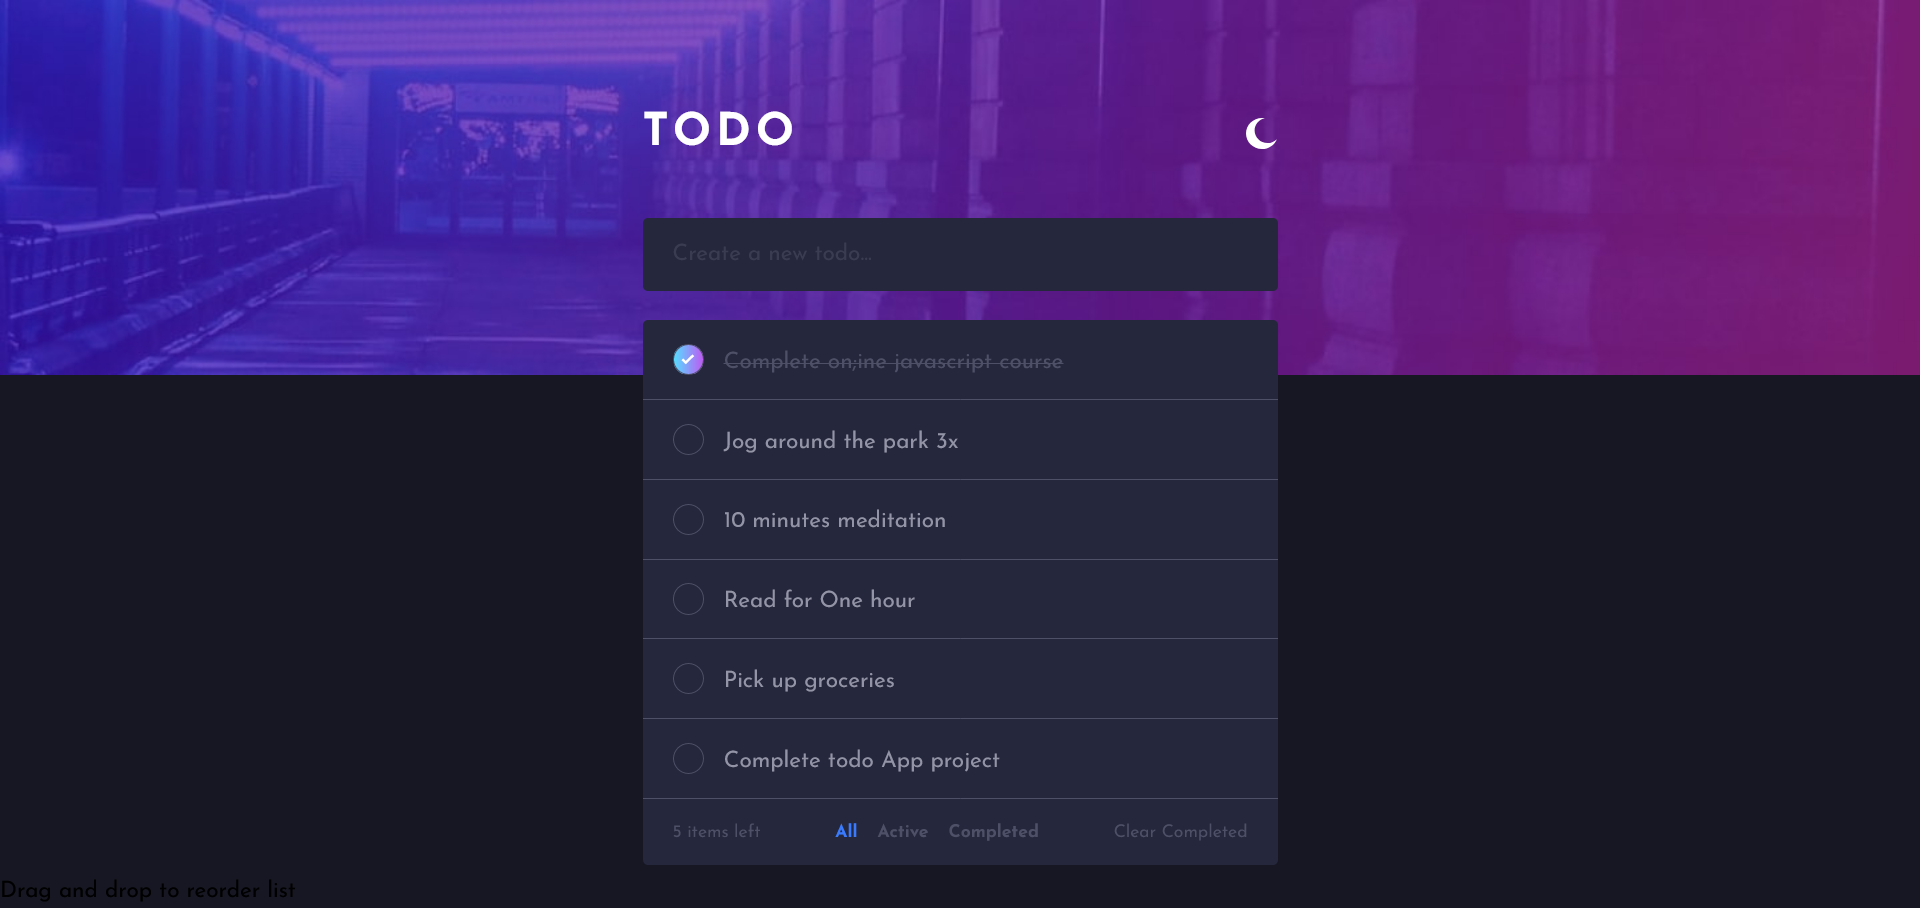 TODO
Create a new todo...
Complete on;ine javascript course
Jog around the park 3x
10 minutes meditation
Read for One hour
Pick up groceries
Complete todo App project
5 items left All Active Completed Clear Completed
Drag and drop to reorder list